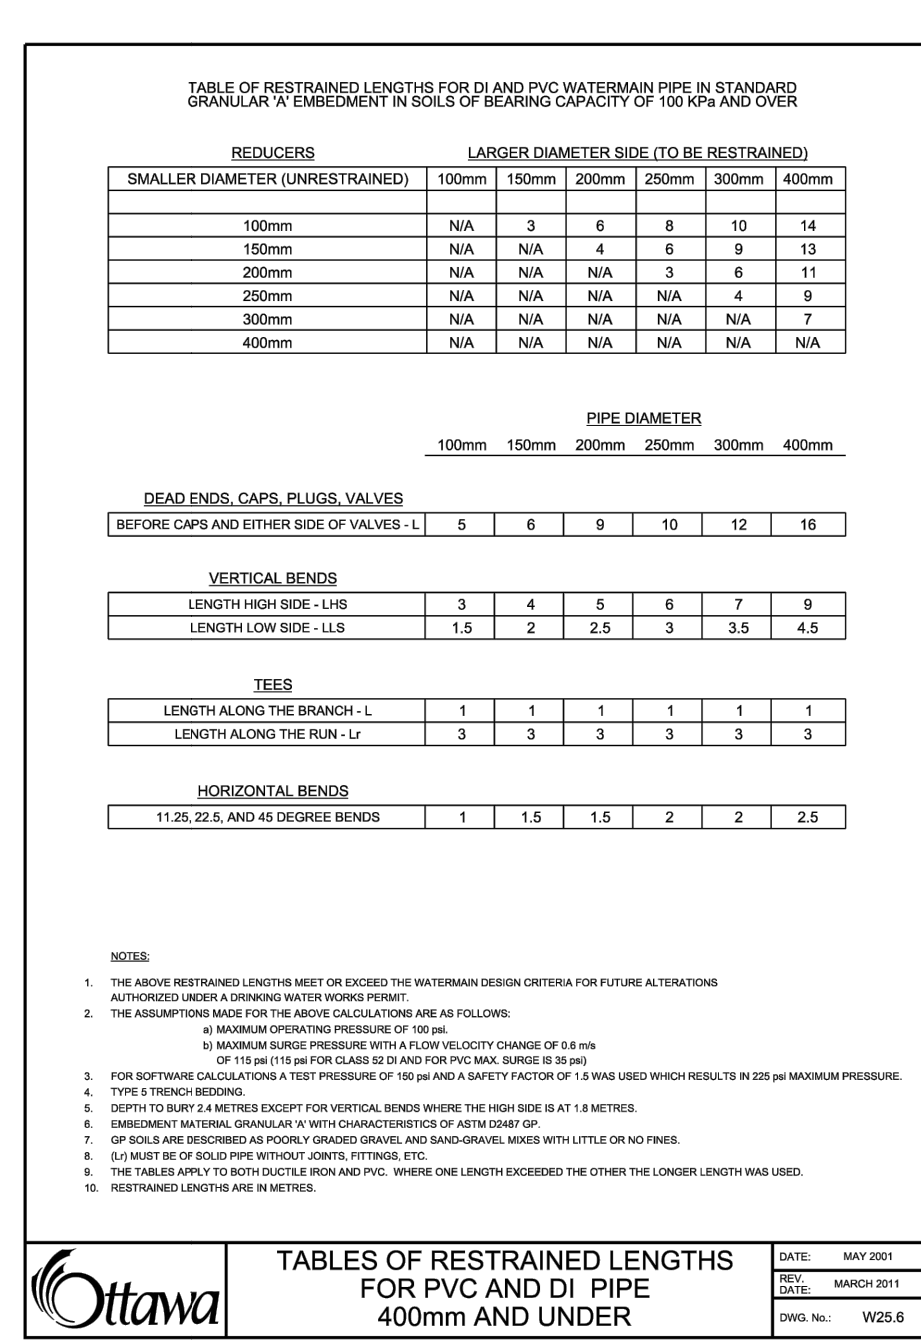 TABLE OF RESTRAINED LENGTHS FOR DI AND PVC WATERMAIN PIPE IN STANDARD
GRANULAR 'A' EMBEDMENT IN SOILS OF BEARING CAPACITY OF 100 KPa AND OVER
REDUCERS LARGER DIAMETER SIDE (TO BE RESTRAINED)
SMALLER DIAMETER (UNRESTRAINED) 100mm 150mm 200mm 250mm 300mm 400mm
100mm N/A 3 6 8 10 14
150mm N/A N/A 4 6 9 13
200mm N/A N/A N/A 3 6 11
250mm N/A N/A N/A N/A 4 9
300mm N/A N/A N/A N/A N/A 7
400mm N/A N/A N/A N/A N/A N/A
PIPE DIAMETER
100mm 150mm 200mm 250mm 300mm 400mm
DEAD ENDS, CAPS, PLUGS, VALVES
BEFORE CAPS AND EITHER SIDE OF VALVES - L 5 6 9 10 12 16
VERTICAL BENDS
LENGTH HIGH SIDE - LHS 3 4 5 6 7 9
LENGTH LOW SIDE - LLS 1.5 2 2.5 3 3.5 4.5
TEES
LENGTH ALONG THE BRANCH - L 1 1 1 1 1 1
LENGTH ALONG THE RUN - Lr 3 3 3 3 3 3
HORIZONTAL BENDS
11.25, 22.5, AND 45 DEGREE BENDS 1 1.5 1.5 2 2 2.5
NOTES:
1. THE ABOVE RESTRAINED LENGTHS MEET OR EXCEED THE WATERMAIN DESIGN CRITERIA FOR FUTURE ALTERATIONS
AUTHORIZED UNDER A DRINKING WATER WORKS PERMIT.
2. THE ASSUMPTIONS MADE FOR THE ABOVE CALCULATIONS ARE AS FOLLOWS:
a) MAXIMUM OPERATING PRESSURE OF 100 psi.
b) MAXIMUM SURGE PRESSURE WITH A FLOW VELOCITY CHANGE OF 0.6 m/s
OF 115 psi (115 psi FOR CLASS 52 DI AND FOR PVC MAX. SURGE IS 35 psi)
3. FOR SOFTWARE CALCULATIONS A TEST PRESSURE OF 150 psi AND A SAFETY FACTOR OF 1.5 WAS USED WHICH RESULTS IN 225 psi MAXIMUM PRESSURE.
4. TYPE 5 TRENCH BEDDING.
5. DEPTH TO BURY 2.4 METRES EXCEPT FOR VERTICAL BENDS WHERE THE HIGH SIDE IS AT 1.8 METRES.
6. EMBEDMENT MATERIAL GRANULAR 'A' WITH CHARACTERISTICS OF ASTM D2487 GP.
7. GP SOILS ARE DESCRIBED AS POORLY GRADED GRAVEL AND SAND-GRAVEL MIXES WITH LITTLE OR NO FINES.
8. (Lr) MUST BE OF SOLID PIPE WITHOUT JOINTS, FITTINGS, ETC.
9. THE TABLES APPLY TO BOTH DUCTILE IRON AND PVC. WHERE ONE LENGTH EXCEEDED THE OTHER THE LONGER LENGTH WAS USED.
10. RESTRAINED LENGTHS ARE IN METRES.
Ottawa
TABLES OF RESTRAINED LENGTHS
FOR PVC AND DI PIPE
400mm AND UNDER
DATE: MAY 2001
REV. DATE: MARCH 2011
DWG. No.: W25.6